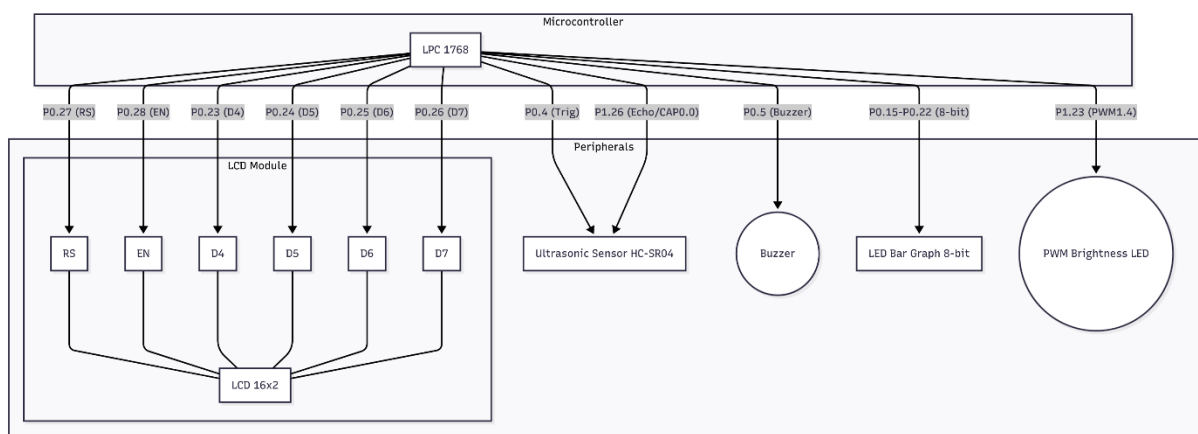 Microcontroller
LPC 1768
P0.27 (RS)
P0.28 (EN)
P0.23 (D4)
P0.24 (D5)
P0.25 (D6)
P0.26 (D7)
P0.4 (Trig)
P1.26 (Echo/CAP0.0)
P0.5 (Buzzer)
P0.15-P0.22 (8-bit)
P1.23 (PWM1.4)
Peripherals
LCD Module
RS
EN
D4
D5
D6
D7
Ultrasonic Sensor HC-SR04
Buzzer
LED Bar Graph 8-bit
PWM Brightness LED
LCD 16x2